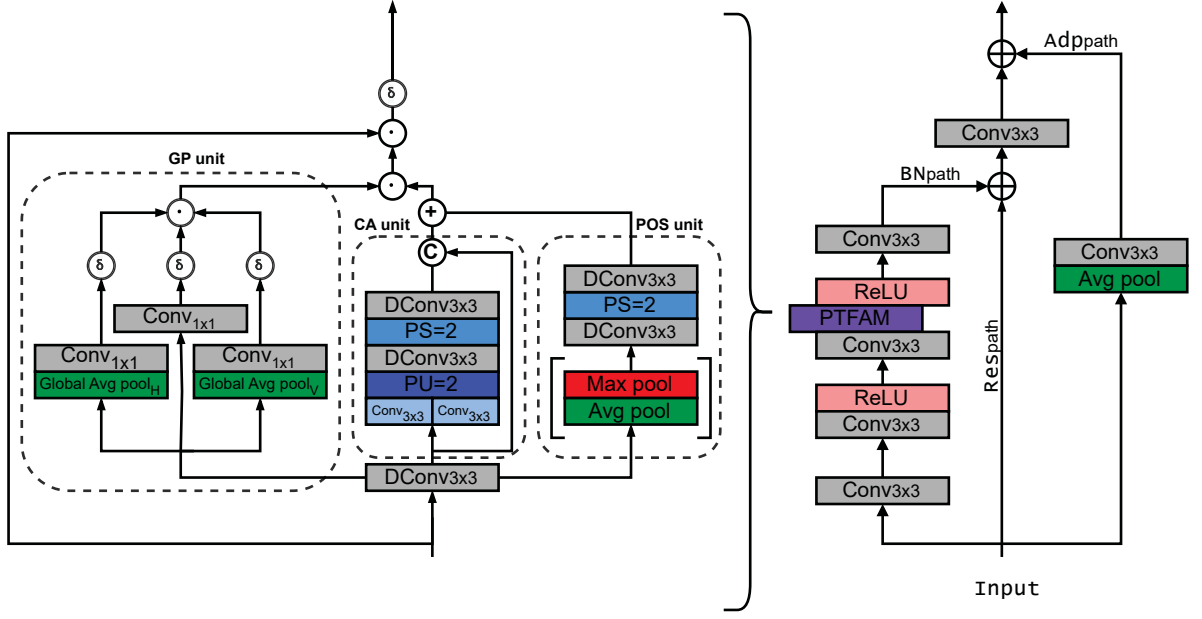 δ
·
GP unit
·
·
+
CA unit
POS unit
C
δ
δ
δ
DConv3x3
PS=2
DConv3x3
PU=2
Conv3x3 Conv3x3
DConv3x3
PS=2
DConv3x3
Max pool
Avg pool
Conv1x1
Conv1x1
Global Avg poolH
Conv1x1
Global Avg poolV
DConv3x3
Adppath
Conv3x3
BNpath
Conv3x3
ReLU
PTFAM
Conv3x3
ReLU
Conv3x3
Conv3x3
Respath
Conv3x3
Avg pool
Input